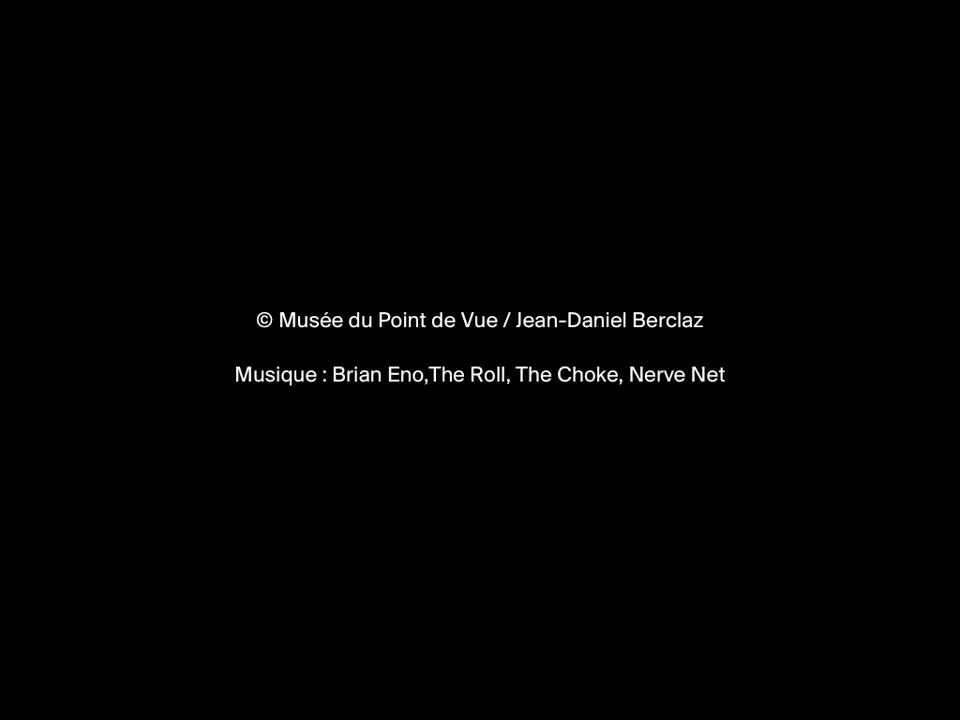 © Musée du Point de Vue / Jean-Daniel Berclaz
Musique : Brian Eno,The Roll, The Choke, Nerve Net